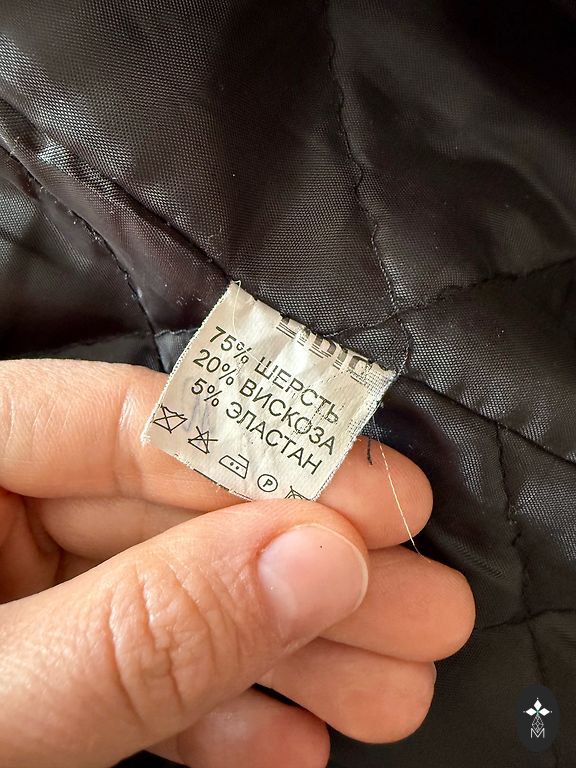 75% ШЕРСТЬ
20% ВИСКОЗА
5% ЭЛАСТАН
P
M